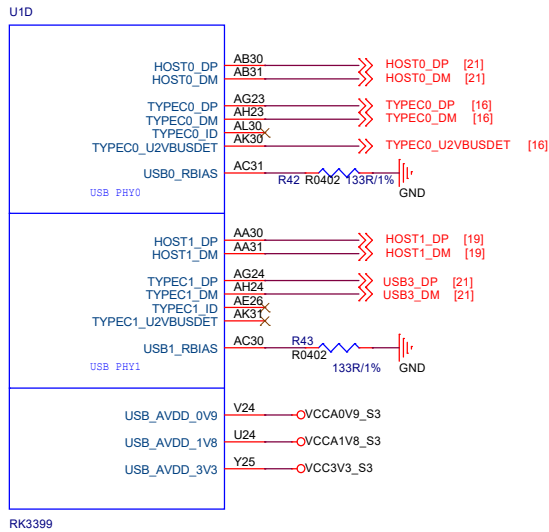 U1D
HOST0_DP AB30 HOST0_DP [21]
HOST0_DM AB31 HOST0_DM [21]
TYPEC0_DP AG23 TYPEC0_DP [16]
TYPEC0_DM AH23 TYPEC0_DM [16]
TYPEC0_ID AL30
TYPEC0_U2VBUSDET AK30 TYPEC0_U2VBUSDET [16]
USB0_RBIAS AC31 R42 R0402 133R/1%
USB PHY0 GND
HOST1_DP AA30 HOST1_DP [19]
HOST1_DM AA31 HOST1_DM [19]
TYPEC1_DP AG24 USB3_DP [21]
TYPEC1_DM AH24 USB3_DM [21]
TYPEC1_ID AE26
TYPEC1_U2VBUSDET AK31
USB1_RBIAS AC30 R43
R0402
USB PHY1 133R/1% GND
USB_AVDD_0V9 V24 VCCA0V9_S3
USB_AVDD_1V8 U24 VCCA1V8_S3
USB_AVDD_3V3 Y25 VCC3V3_S3
RK3399